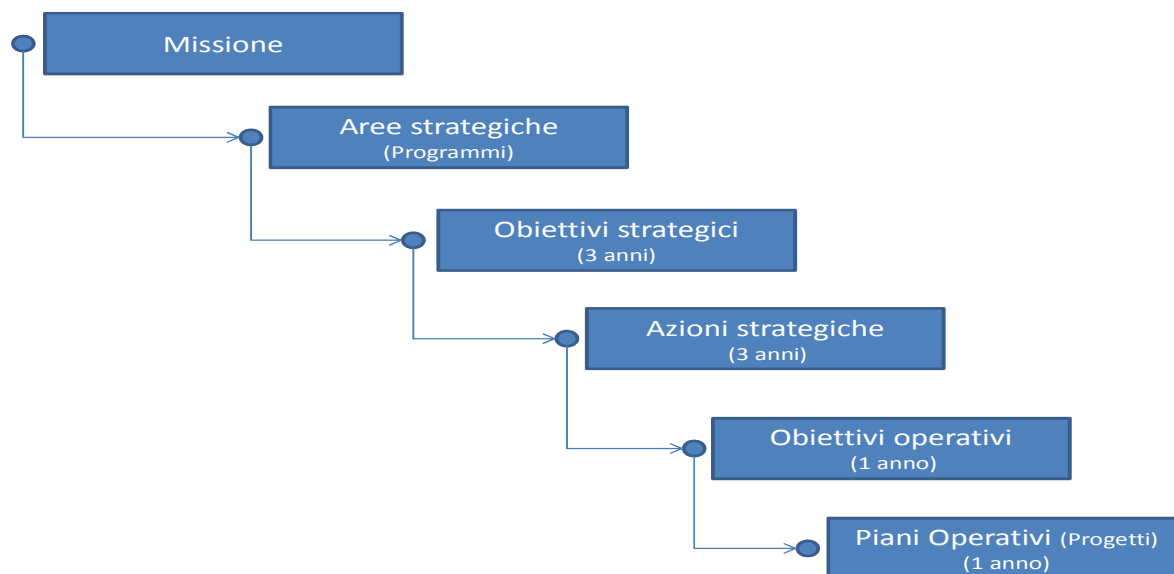 Missione
Aree strategiche
(Programmi)
Obiettivi strategici
(3 anni)
Azioni strategiche
(3 anni)
Obiettivi operativi
(1 anno)
Piani Operativi (Progetti)
(1 anno)